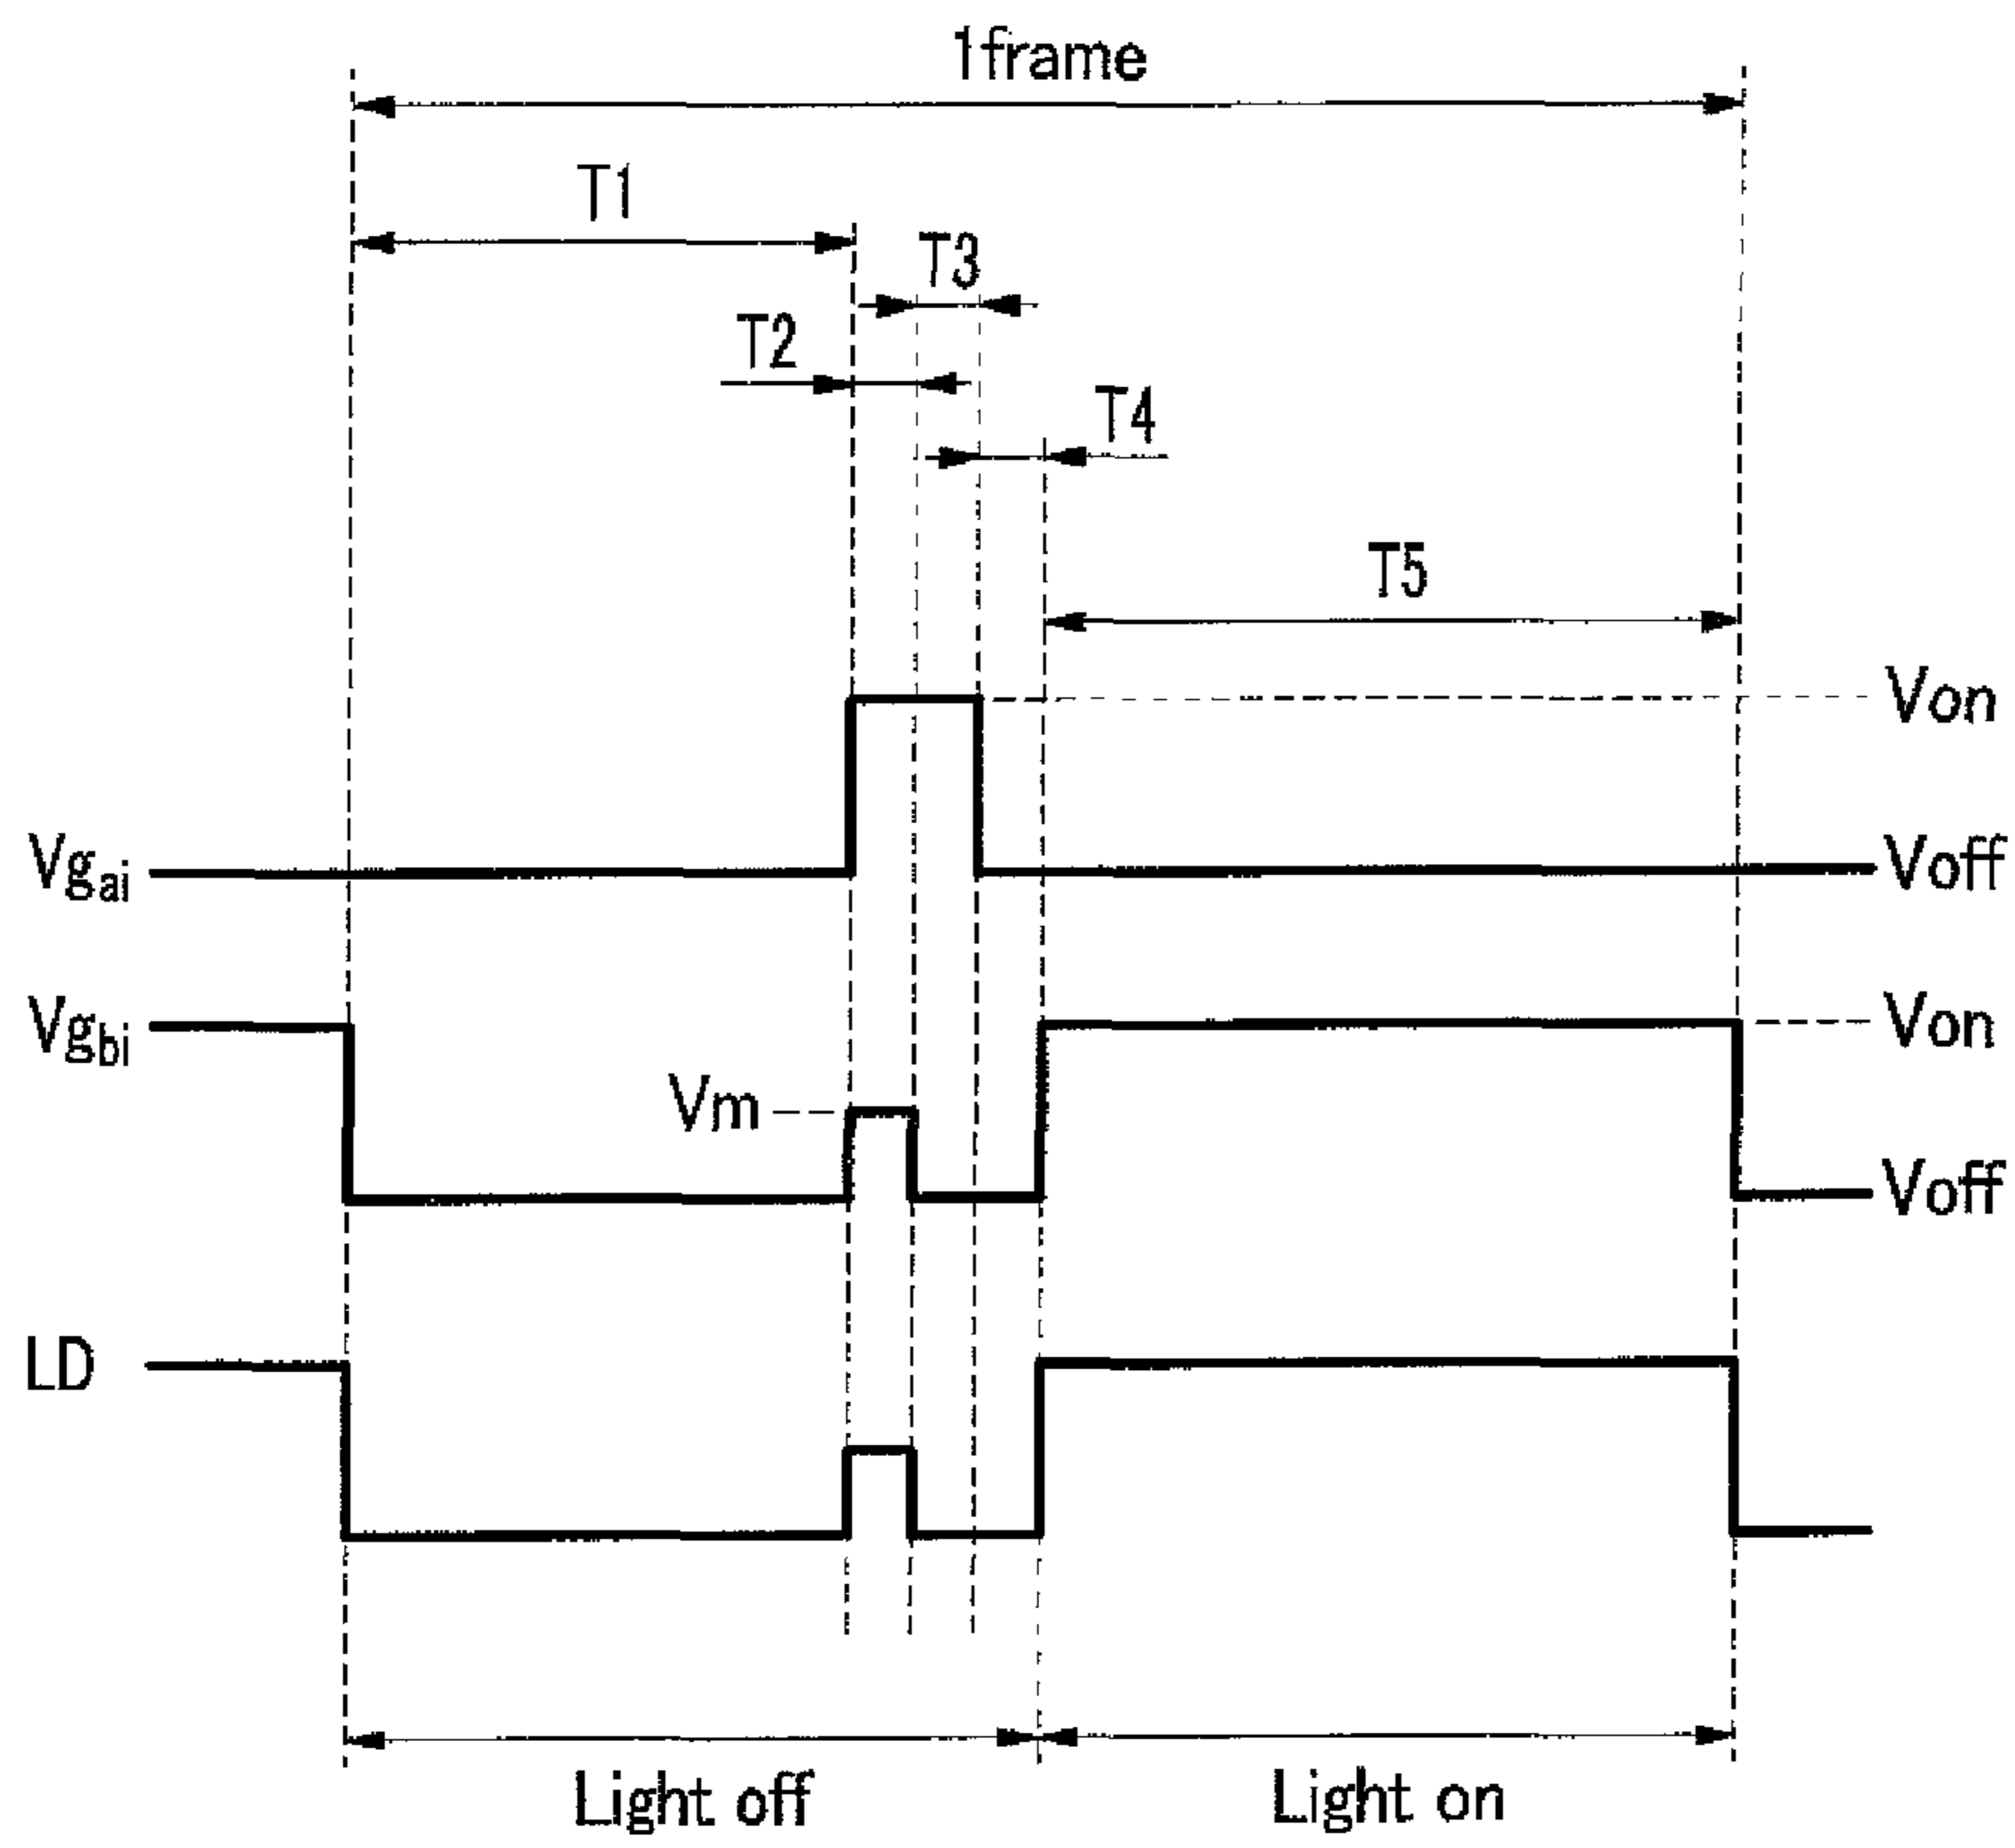 1frame
T1
T3
T2
T4
T5
Von
Vgai Voff
Vgbi Von
Vm
Voff
LD
Light off Light on